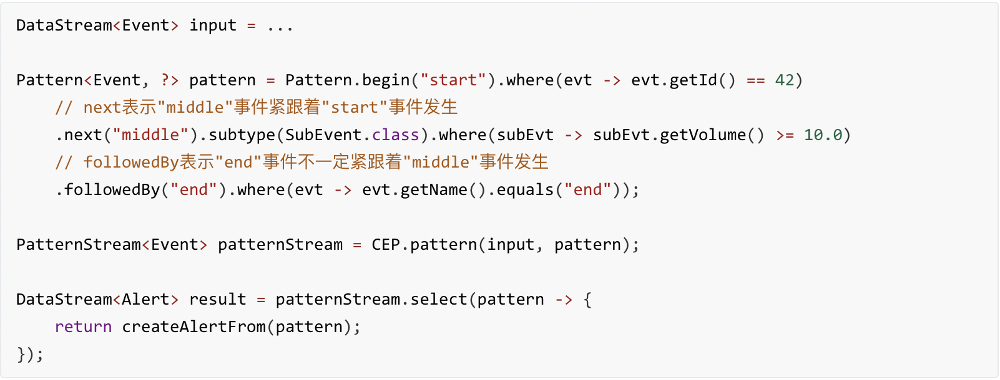 DataStream<Event> input = ...
Pattern<Event, ?> pattern = Pattern.begin("start").where(evt -> evt.getId() == 42)
// next表示"middle"事件紧跟着"start"事件发生
.next("middle").subtype(SubEvent.class).where(subEvt -> subEvt.getVolume() >= 10.0)
// followedBy表示"end"事件不一定紧跟着"middle"事件发生
.followedBy("end").where(evt -> evt.getName().equals("end"));
PatternStream<Event> patternStream = CEP.pattern(input, pattern);
DataStream<Alert> result = patternStream.select(pattern -> {
return createAlertFrom(pattern);
});